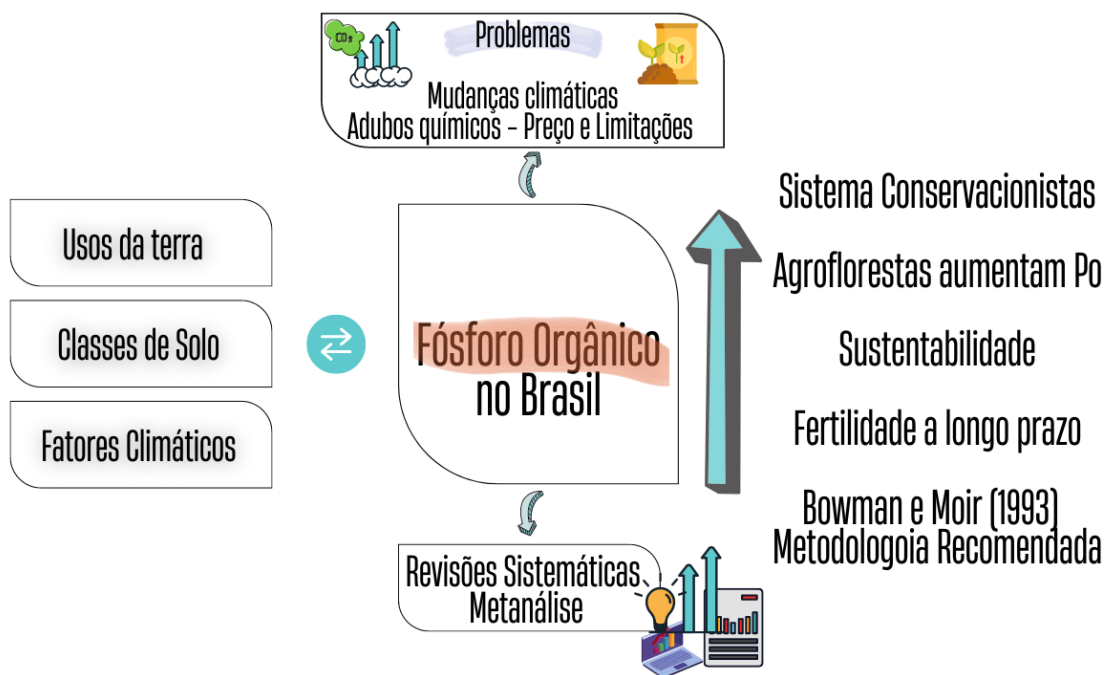 CO₂
Problemas
Mudanças climáticas
Adubos químicos - Preço e Limitações
Usos da terra
Classes de Solo
Fatores Climáticos
Fósforo Orgânico
no Brasil
Sistema Conservacionistas
Agroflorestas aumentam Po
Sustentabilidade
Fertilidade a longo prazo
Bowman e Moir (1993)
Metodologoia Recomendada
Revisões Sistemáticas
Metanálise